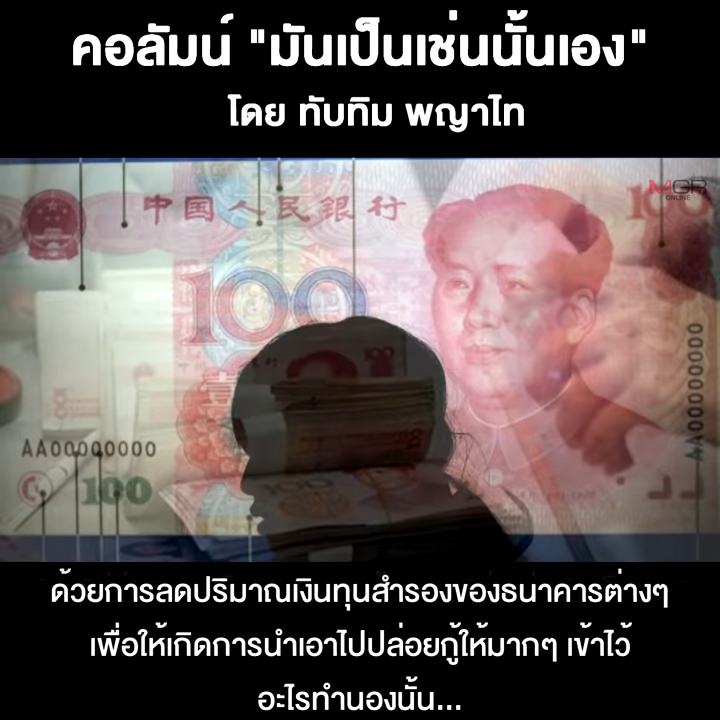 คอลัมน์ "มันเป็นเช่นนั้นเอง"
โดย ทับทิม พญาไท
MGR
ONLINE
中国人民银行
100
100
AA00000000
100
AA00000000
100
100
ด้วยการลดปริมาณเงินทุนสำรองของธนาคารต่างๆ
เพื่อให้เกิดการนำเอาไปปล่อยกู้ให้มากๆ เข้าไว้
อะไรทำนองนั้น...